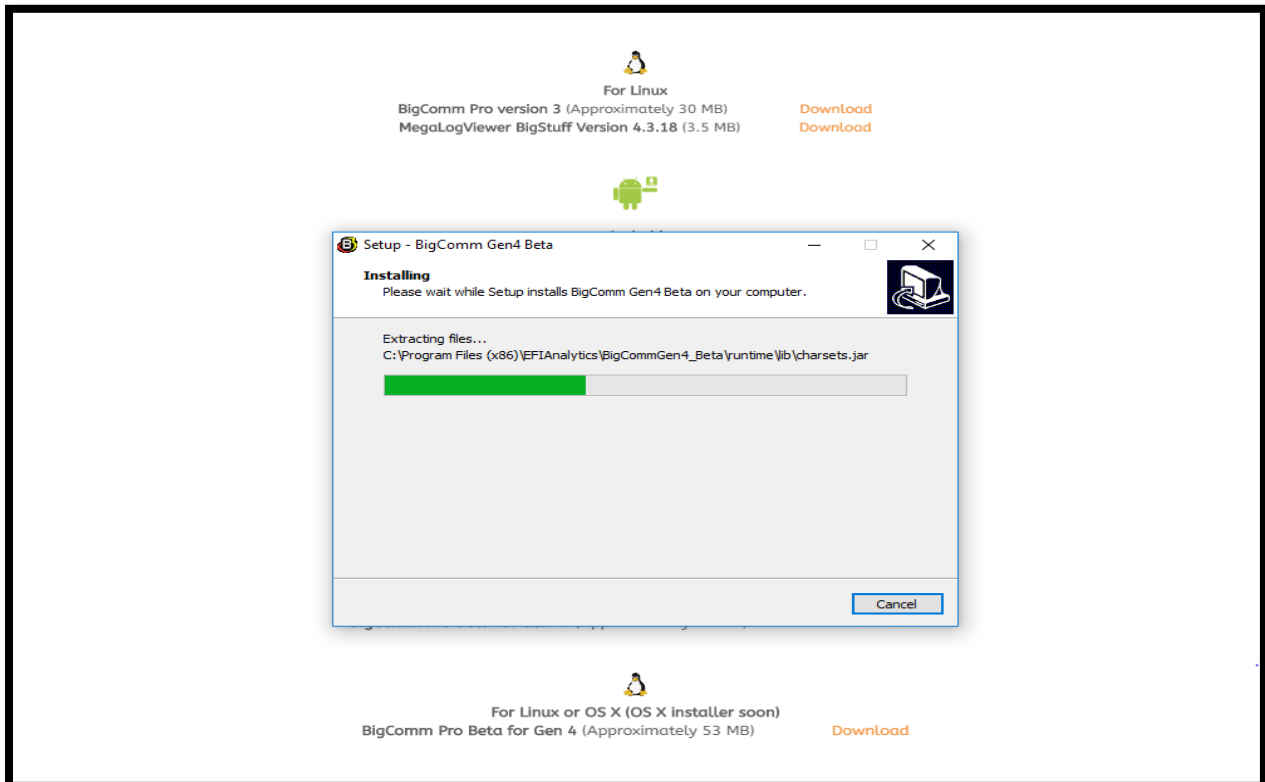 For Linux
BigComm Pro version 3 (Approximately 30 MB) Download
MegaLogViewer BigStuff Version 4.3.18 (3.5 MB) Download
Setup - BigComm Gen4 Beta
Installing
Please wait while Setup installs BigComm Gen4 Beta on your computer.
Extracting files...
C:\Program Files (x86)\EFIAnalytics\BigCommGen4_Beta\runtime\lib\charsets.jar
Cancel
For Linux or OS X (OS X installer soon)
BigComm Pro Beta for Gen 4 (Approximately 53 MB) Download